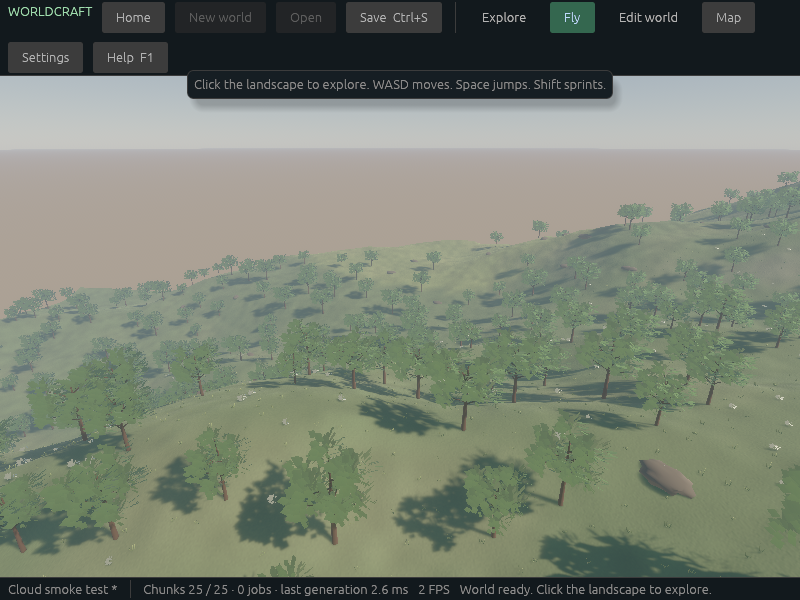 WORLDCRAFT Home New world Open Save Ctrl+S Explore Fly Edit world Map
Settings Help F1
Click the landscape to explore. WASD moves. Space jumps. Shift sprints.
Cloud smoke test * Chunks 25 / 25 · 0 jobs · last generation 2.6 ms 2 FPS World ready. Click the landscape to explore.